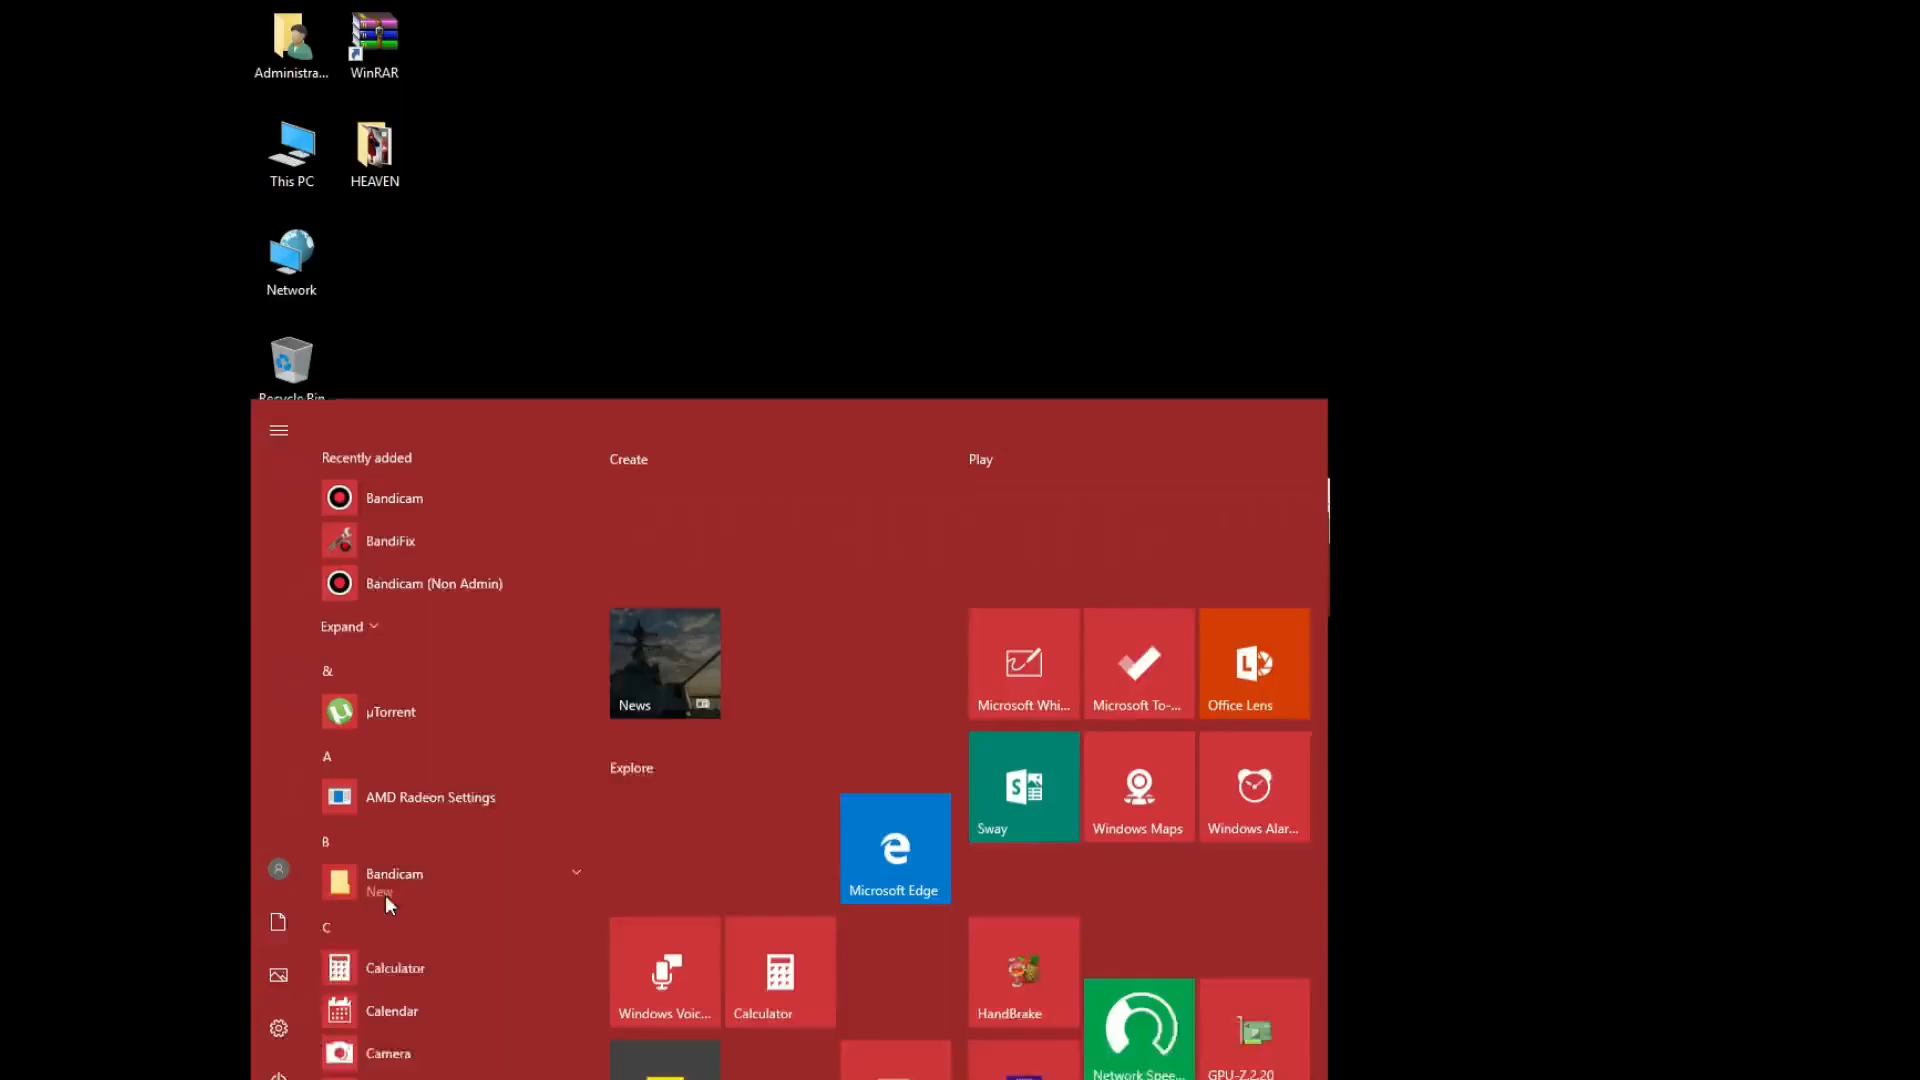 Administra...
WinRAR
This PC
HEAVEN
Network
Recycle Bin
Recently added
Create
Play
Bandicam
BandiFix
Bandicam (Non Admin)
Expand
&
News
Microsoft Whi...
Microsoft To-...
Office Lens
µTorrent
A
Explore
AMD Radeon Settings
Sway
Windows Maps
Windows Alar...
B
Bandicam
New
Microsoft Edge
C
Calculator
Windows Voic...
Calculator
HandBrake
Calendar
Camera
Network Spee...
GPU-Z.2.20